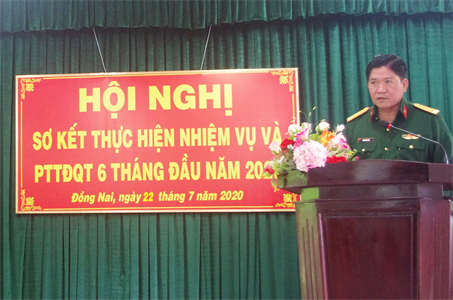 HỘI NGHỊ
SƠ KẾT THỰC HIỆN NHIỆM VỤ VÀ
PTTĐQT 6 THÁNG ĐẦU NĂM
Đồng Nai, ngày 22 tháng 7 năm 2020